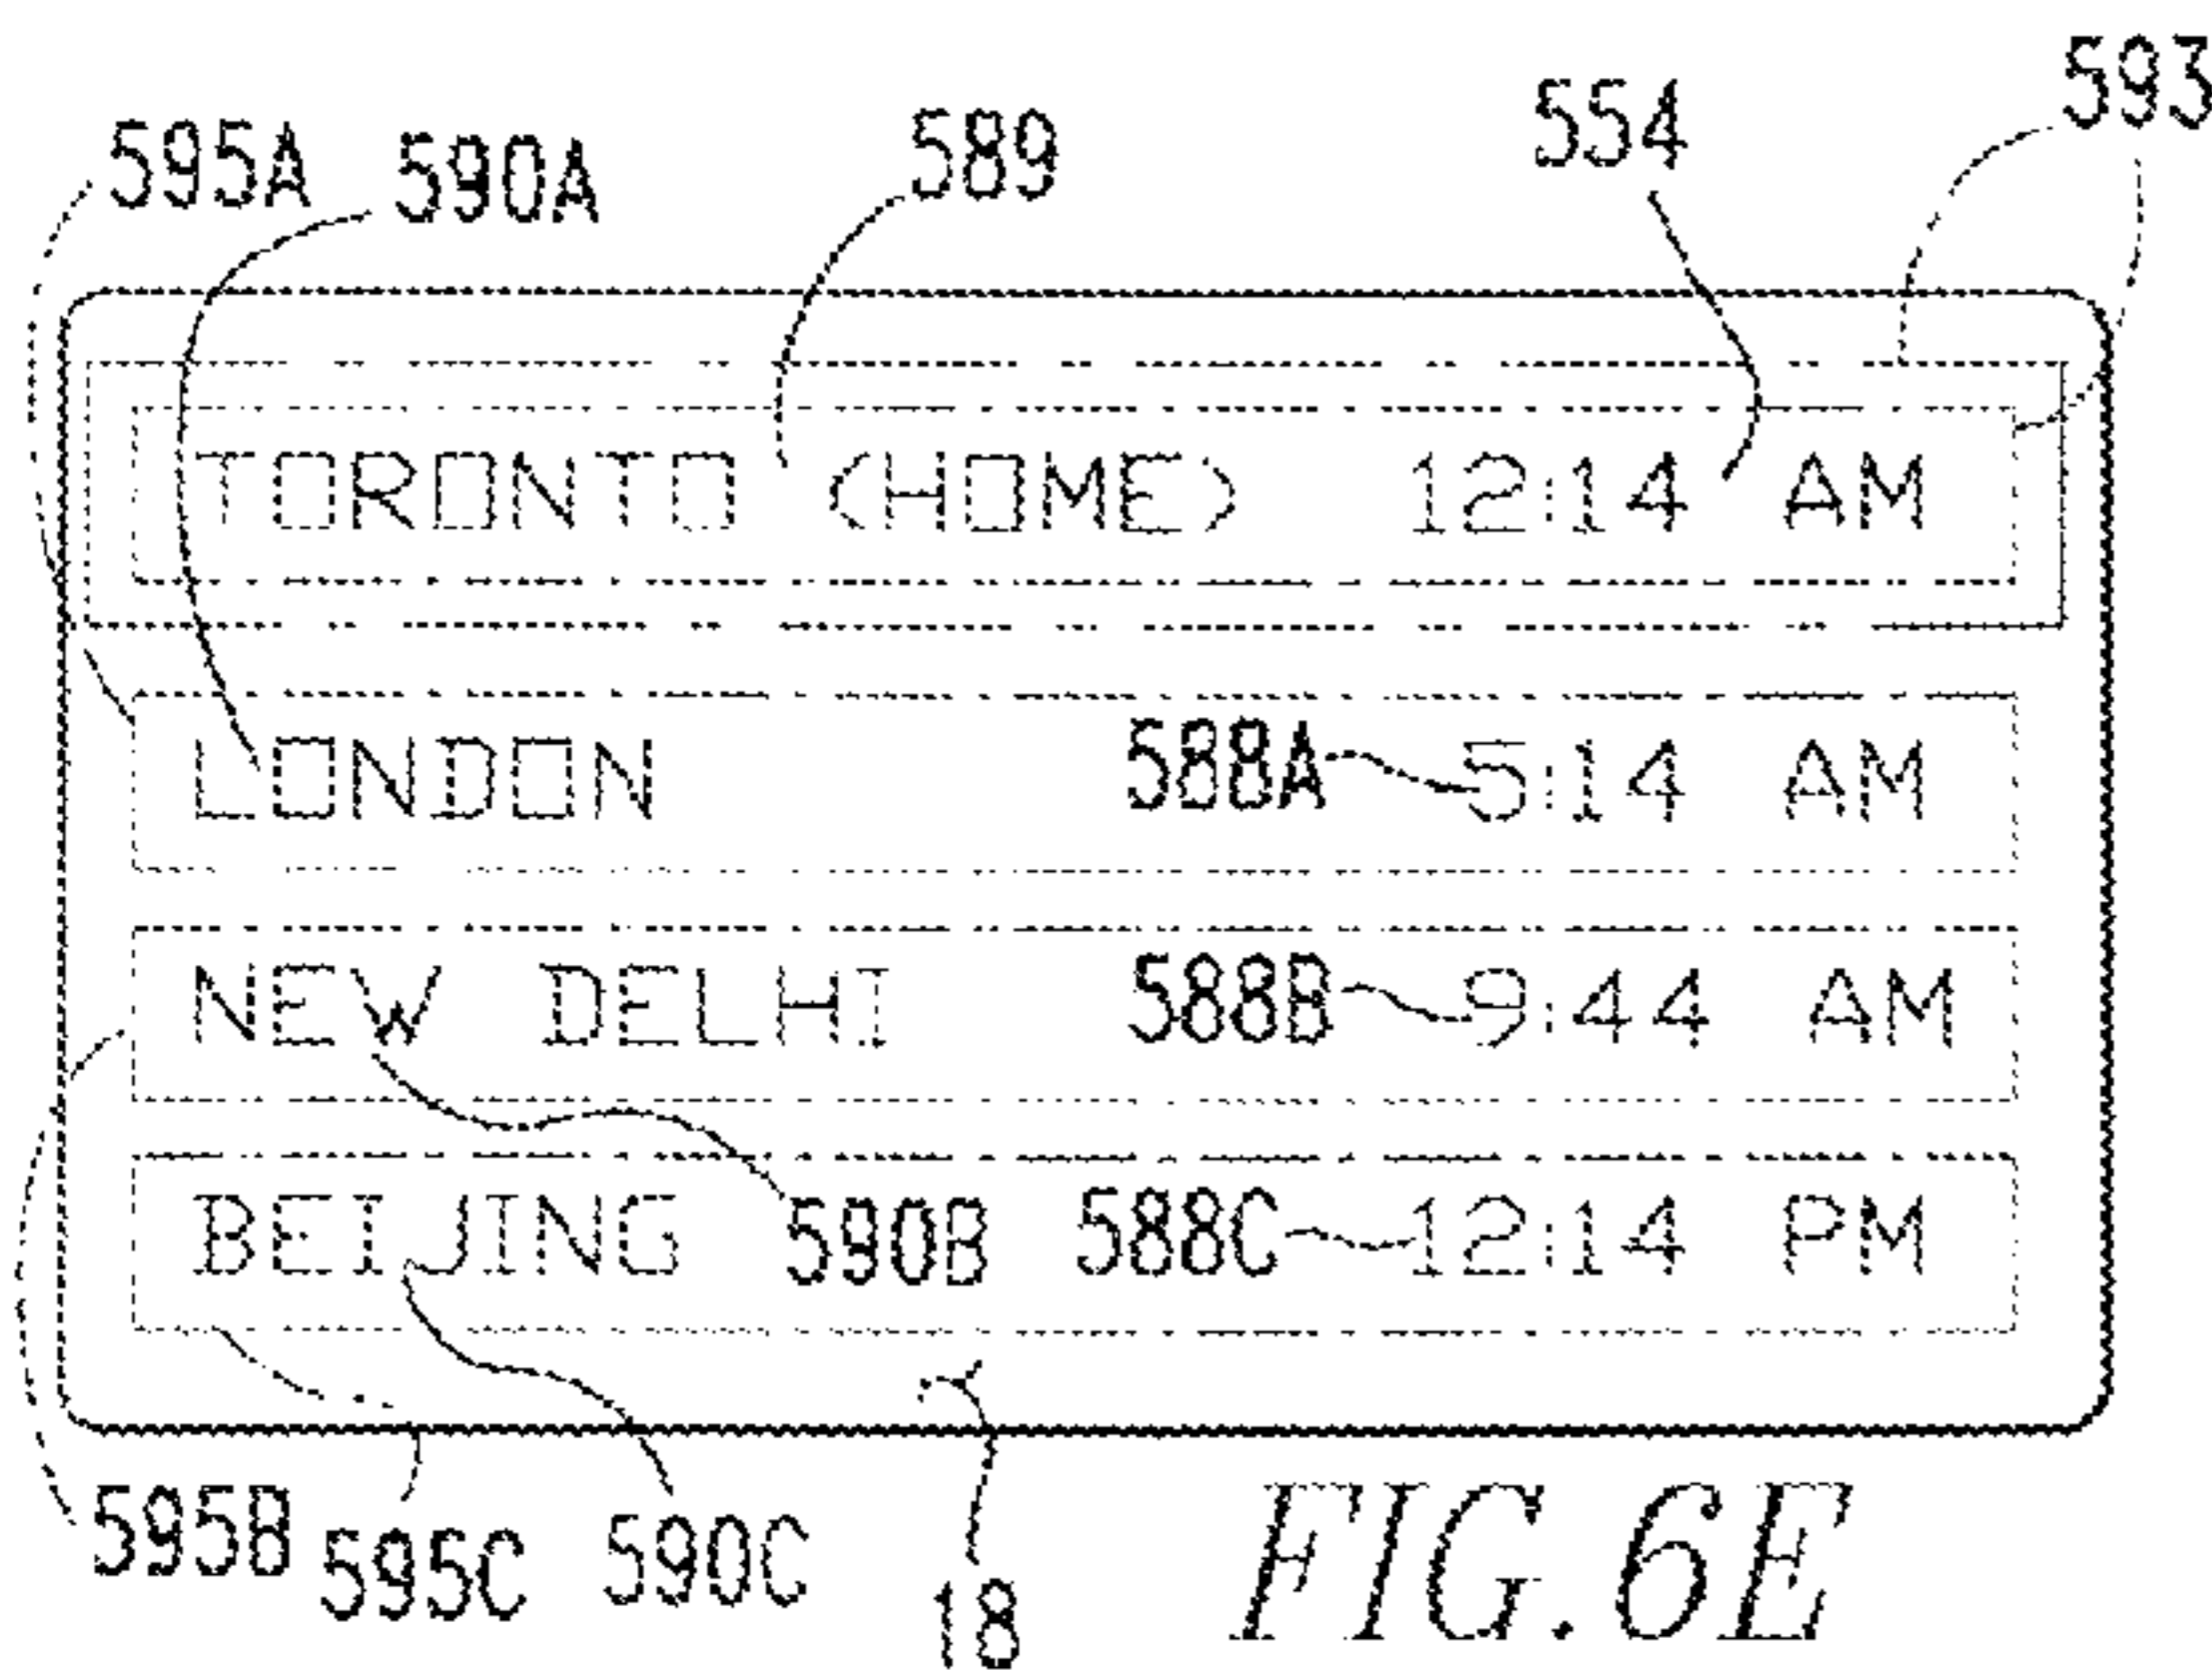 593
554
589
595A 590A
TORONTO (HOME) 12:14 AM
LONDON 588A 5:14 AM
NEW DELHI 588B 9:44 AM
BEIJING 590B 588C 12:14 PM
595B 595C 590C 18 FIG. 6E